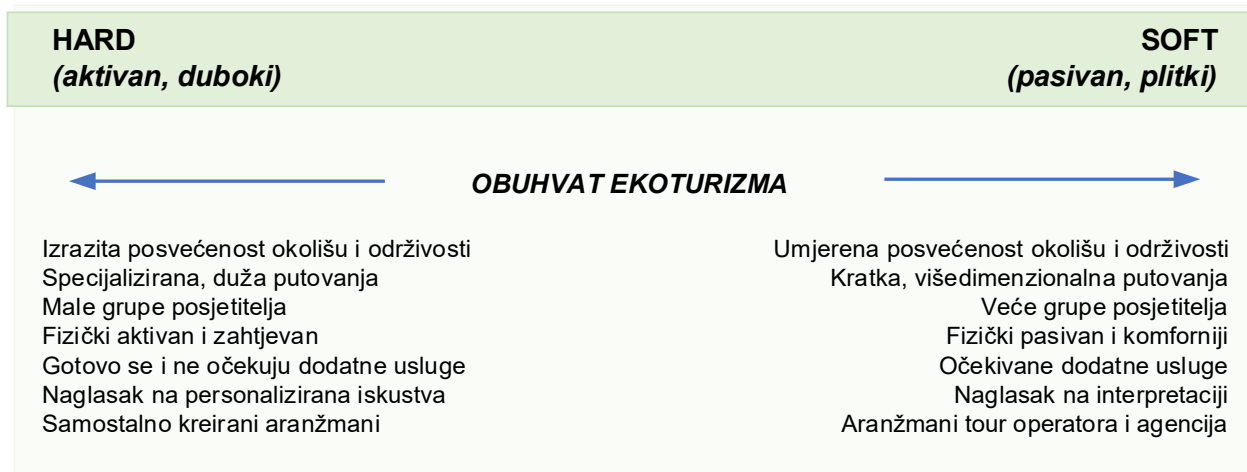 HARD
(aktivan, duboki)
SOFT
(pasivan, plitki)
OBUHVAT EKOTURIZMA
Izrazita posvećenost okolišu i održivosti
Specijalizirana, duža putovanja
Male grupe posjetitelja
Fizički aktivan i zahtjevan
Gotovo se i ne očekuju dodatne usluge
Naglasak na personalizirana iskustva
Samostalno kreirani aranžmani
Umjerena posvećenost okolišu i održivosti
Kratka, višedimenzionalna putovanja
Veće grupe posjetitelja
Fizički pasivan i komforniji
Očekivane dodatne usluge
Naglasak na interpretaciji
Aranžmani tour operatora i agencija